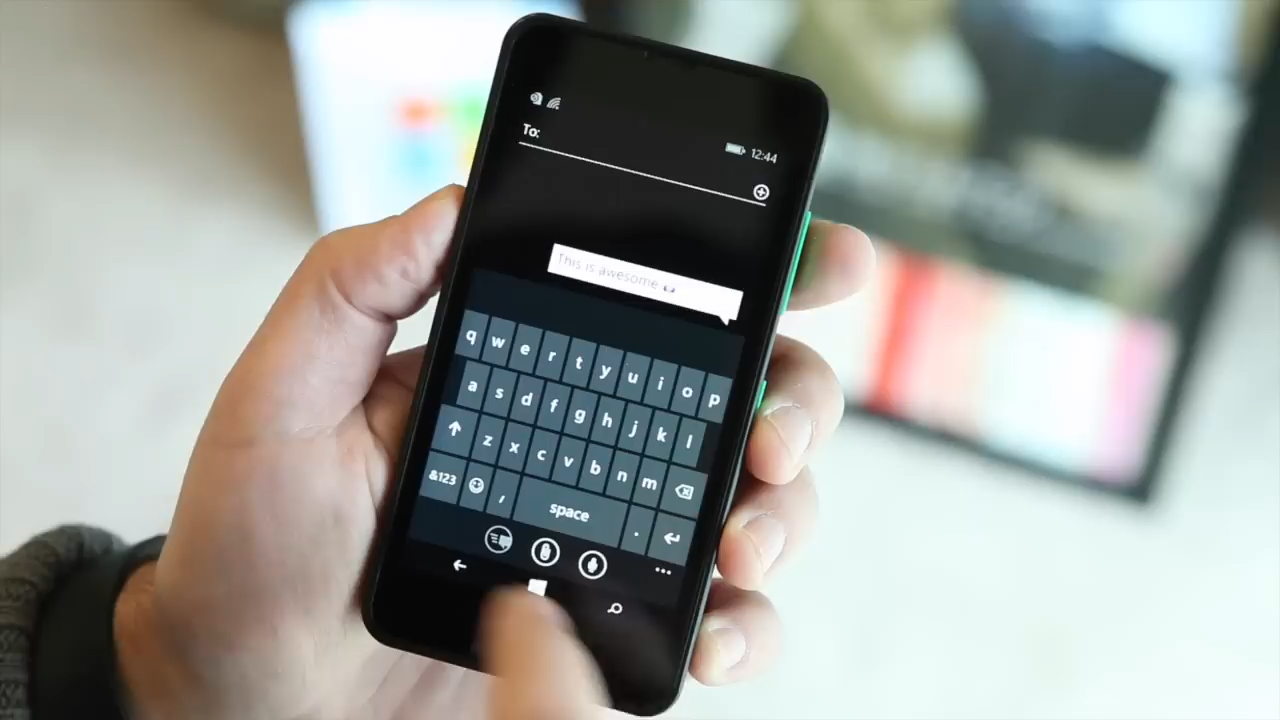 To:
12:44
This is awesome
q w e r t y u i o p
a s d f g h j k l
z x c v b n m
&123 , space .